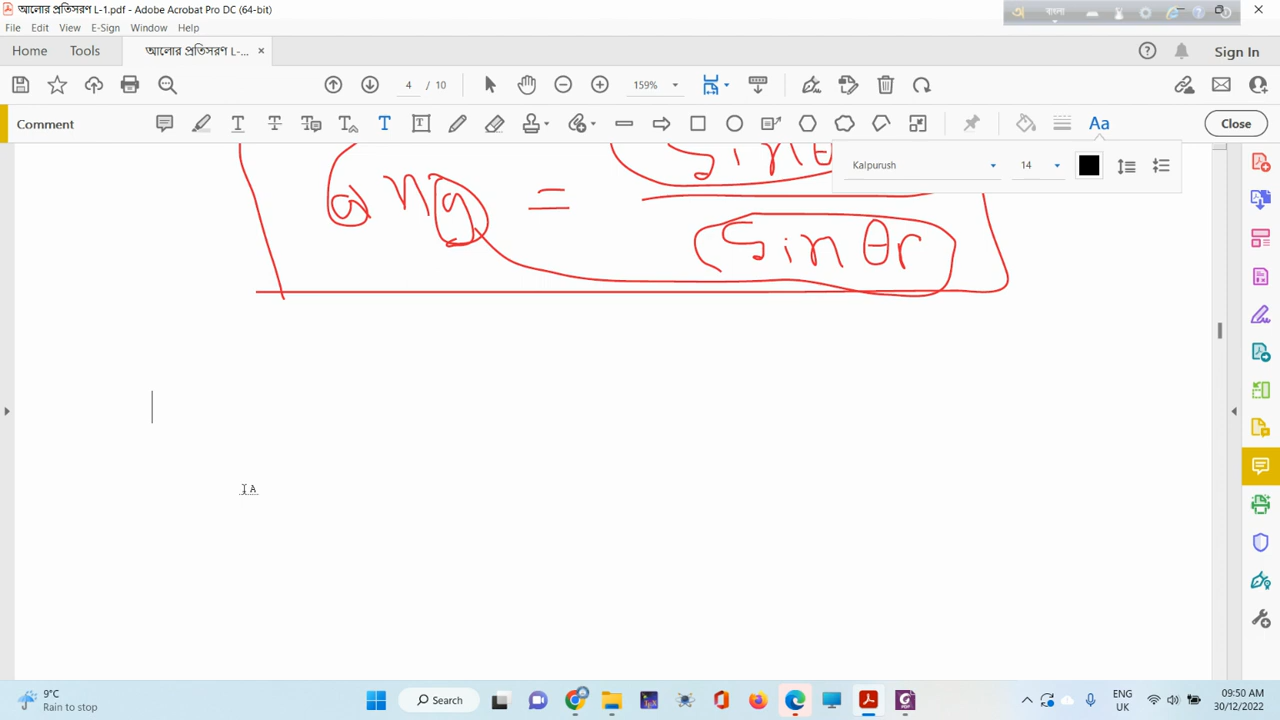 আলোর প্রতিসরণ L-1.pdf - Adobe Acrobat Pro DC (64-bit)
বাংলা
File Edit View E-Sign Window Help
Home Tools আলোর প্রতিসরণ L-... × Sign In
4 / 10 159%
Comment Close
Kalpurush 14
a n g = Sin θ
Sin θr
9°C
Rain to stop
Search
ENG
UK
09:50 AM
30/12/2022